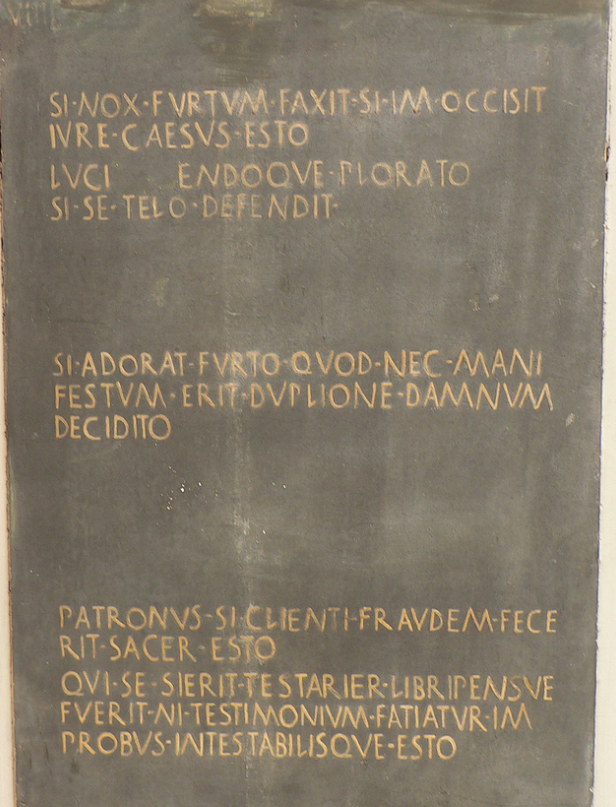 VIII
SI·NOX·FVRTVM·FAXIT·SI·IM·OCCISIT
IVRE·CAESVS·ESTO
LVCI ENDOQVE·PLORATO
SI·SE·TELO·DEFENDIT·
SI·ADORAT·FVRTO·QVOD·NEC·MANI
FESTVM·ERIT·DVPLIONE·DAMNVM
DECIDITO
PATRONVS·SI·CLIENTI·FRAVDEM·FECE
RIT·SACER·ESTO
QVI·SE·SIERIT·TESTARIER·LIBRIPENSVE
FVERIT·NI·TESTIMONIVM·FATIATVR·IM
PROBVS·INTESTABILISQVE·ESTO